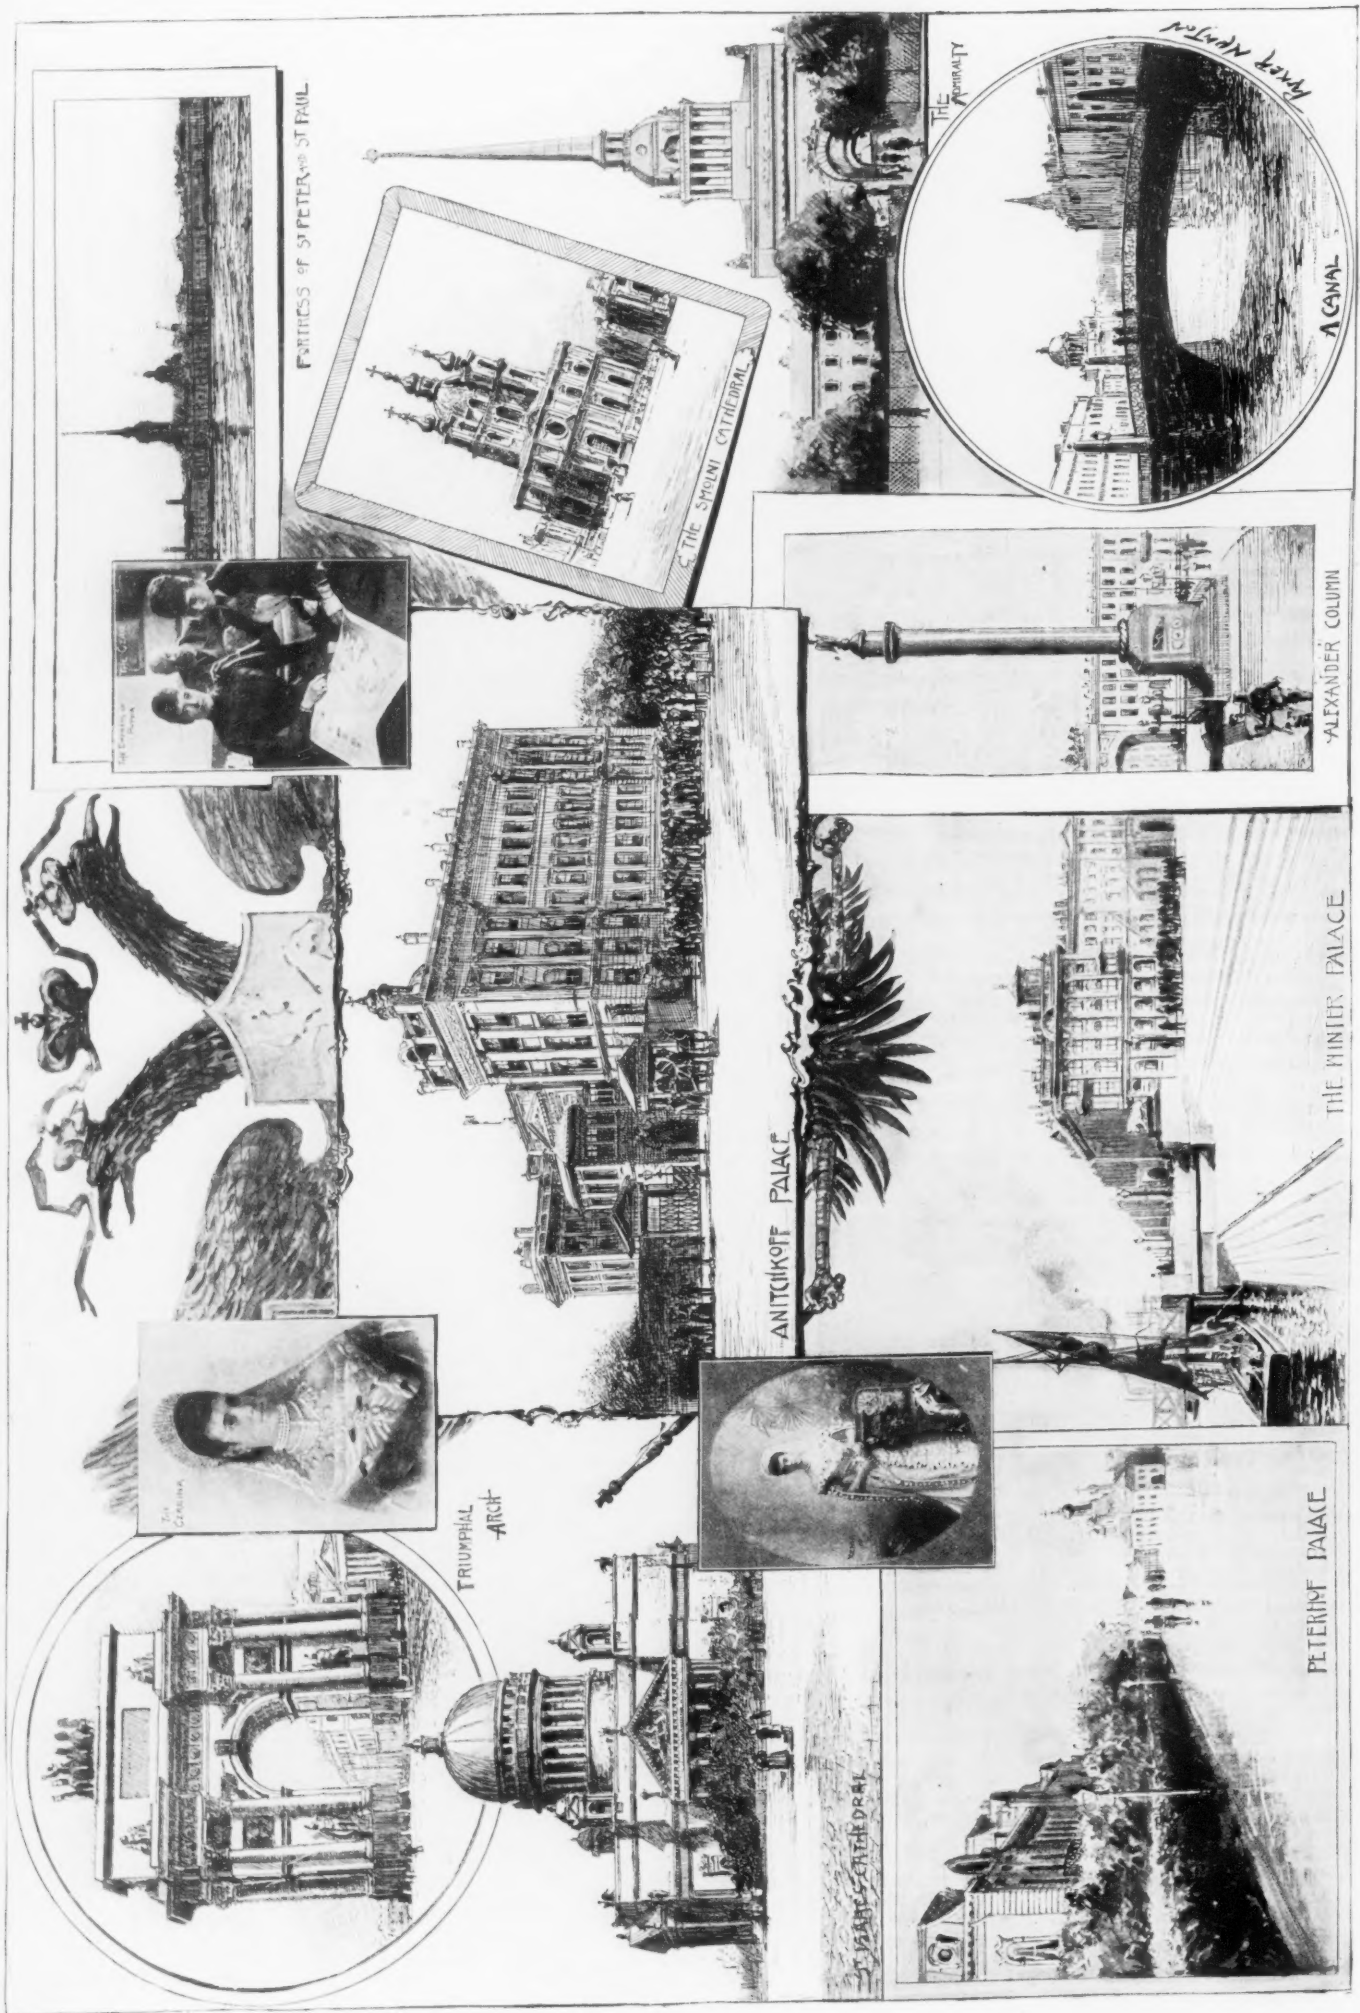 FORTRESS OF ST PETER AND ST PAUL
THE
CZARINA
TRIUMPHAL
ARCH
THE SMOLNI CATHEDRAL
ANITCHKOFF PALACE
ST ISAAC'S CATHEDRAL
THE
ADMIRALTY
PETERHOF PALACE
THE WINTER PALACE
ALEXANDER COLUMN
A CANAL